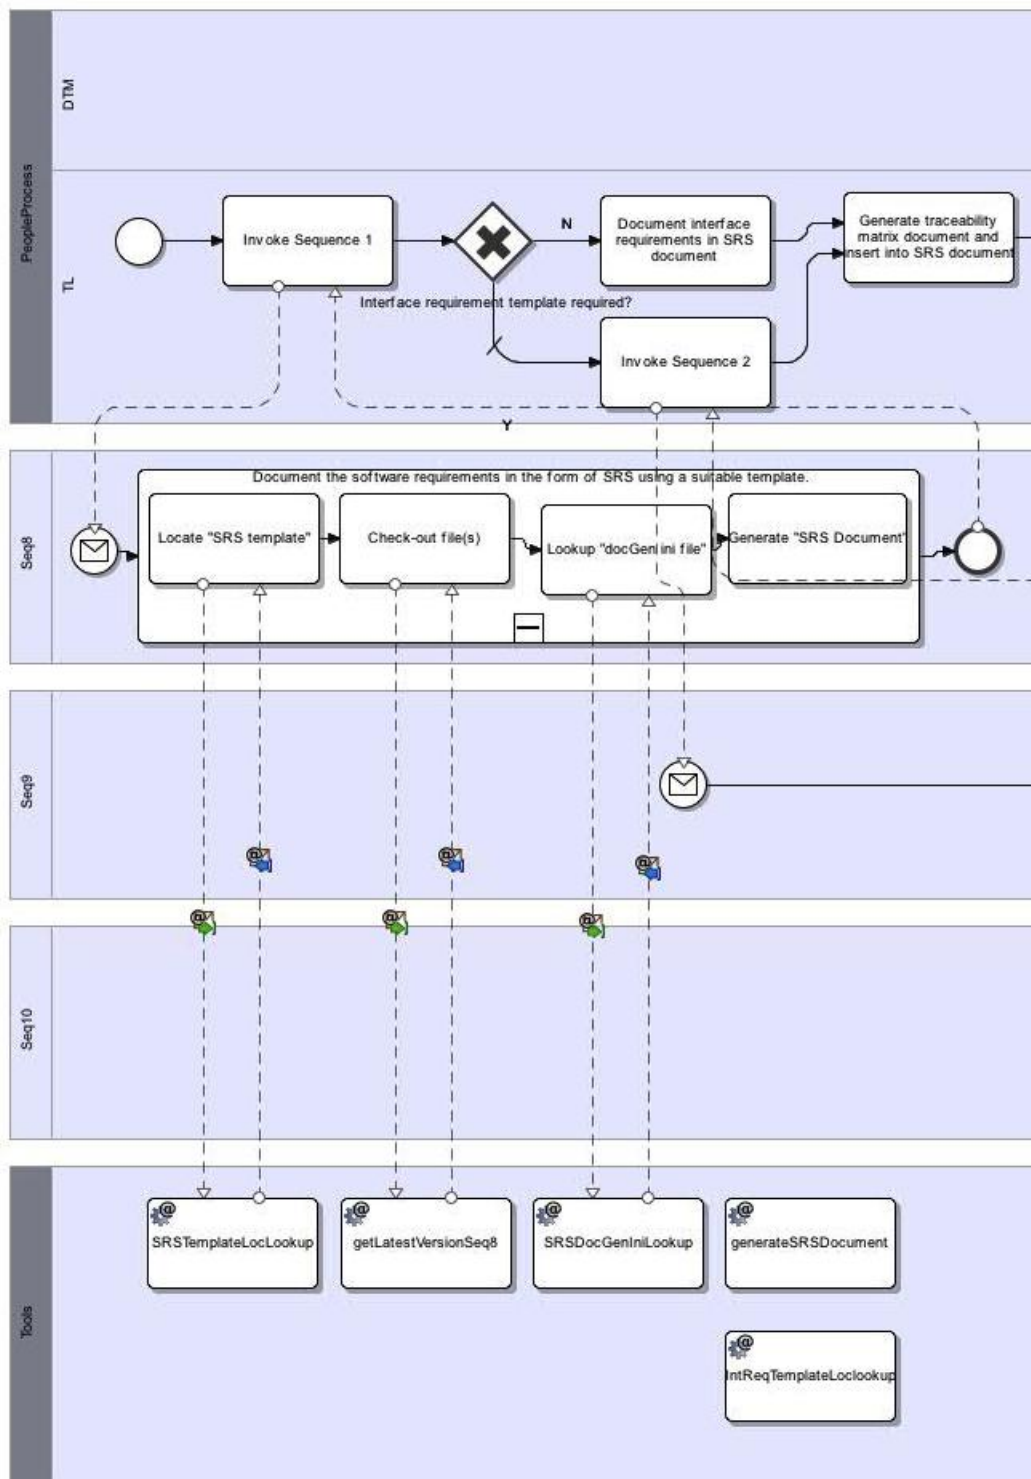 PeopleProcess
DTM
TL
Invoke Sequence 1
N
Document interface
requirements in SRS
document
Generate traceability
matrix document and
insert into SRS document
Interface requirement template required?
Invoke Sequence 2
Y
Seq8
Document the software requirements in the form of SRS using a suitable template.
Locate "SRS template"
Check-out file(s)
Lookup "docGenIini file"
Generate "SRS Document"
Seq9
Seq10
Tools
SRSTemplateLocLookup
getLatestVersionSeq8
SRSDocGenIniLookup
generateSRSDocument
IntReqTemplateLoclookup